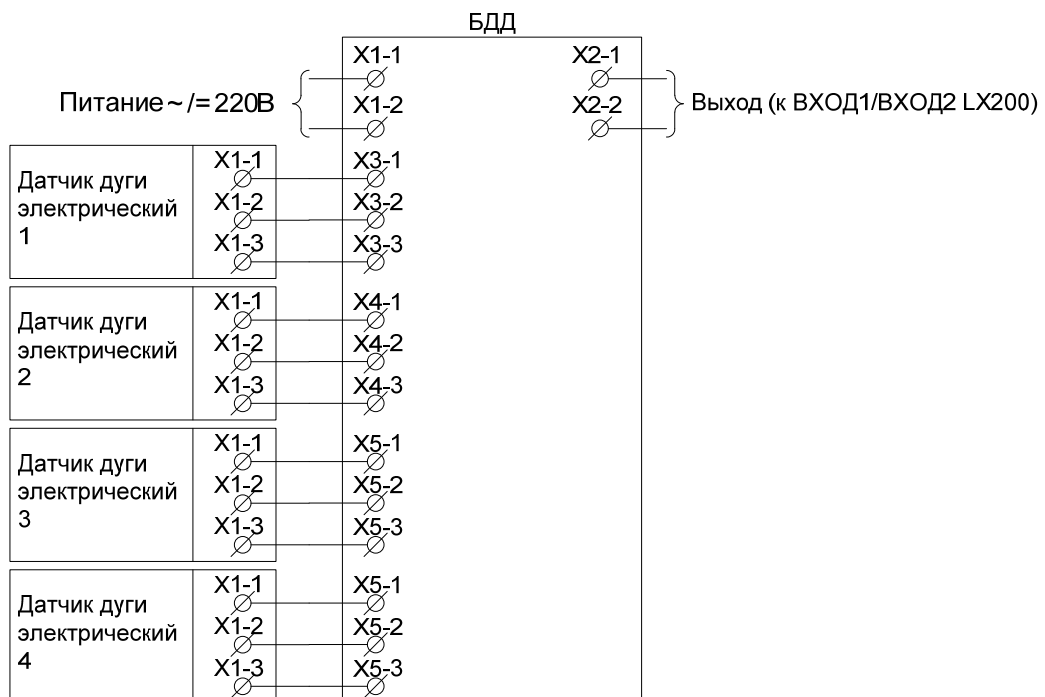 БДД
X1-1
X2-1
Питание ~ /= 220В
X1-2
X2-2
Выход (к ВХОД1/ВХОД2 LX200)
Датчик дуги
электрический
1
X1-1
X3-1
X1-2
X3-2
X1-3
X3-3
Датчик дуги
электрический
2
X1-1
X4-1
X1-2
X4-2
X1-3
X4-3
Датчик дуги
электрический
3
X1-1
X5-1
X1-2
X5-2
X1-3
X5-3
Датчик дуги
электрический
4
X1-1
X5-1
X1-2
X5-2
X1-3
X5-3